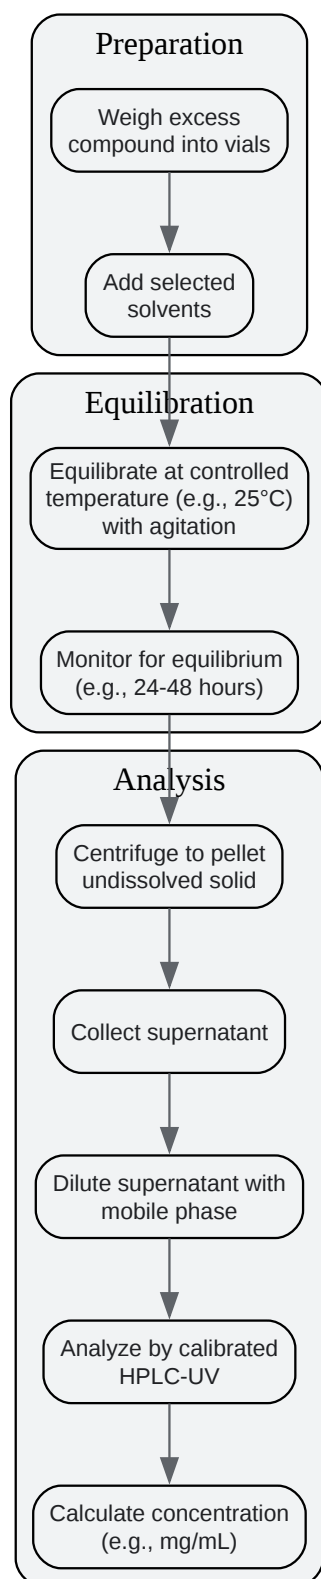 Preparation
Weigh excess
compound into vials
Add selected
solvents
Equilibration
Equilibrate at controlled
temperature (e.g., 25°C)
with agitation
Monitor for equilibrium
(e.g., 24-48 hours)
Analysis
Centrifuge to pellet
undissolved solid
Collect supernatant
Dilute supernatant with
mobile phase
Analyze by calibrated
HPLC-UV
Calculate concentration
(e.g., mg/mL)